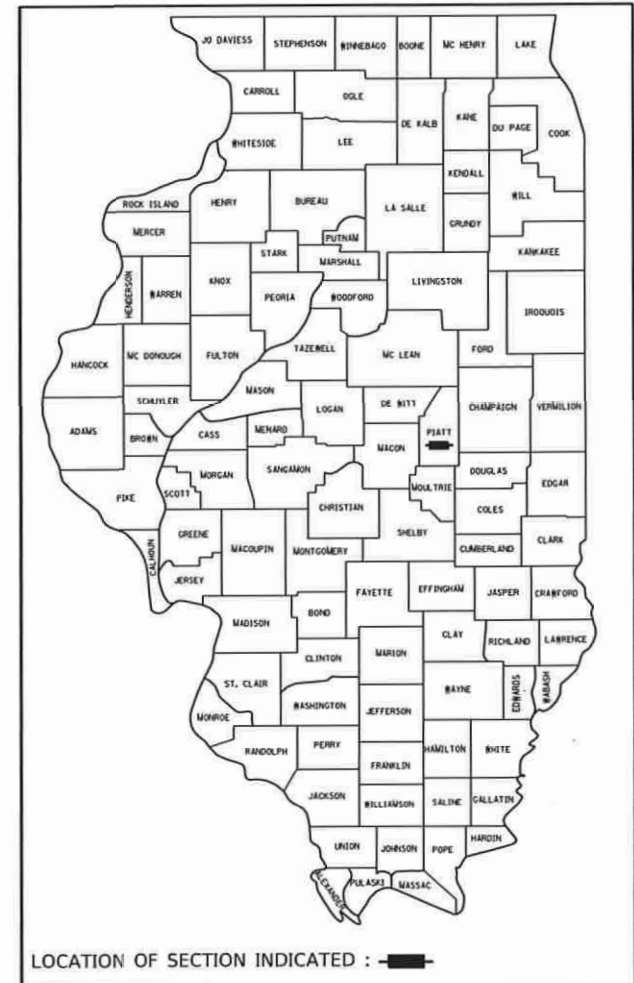 JO DAVIESS STEPHENSON WINNEBAGO BOONE MC HENRY LAKE
CARROLL OGLE DE KALB KANE DU PAGE COOK
WHITESIDE LEE
KENDALL
ROCK ISLAND HENRY BUREAU LA SALLE GRUNDY WILL
MERCER PUTNAM
STARK MARSHALL KANKAKEE
HENDERSON WARREN KNOX PEORIA WOODFORD LIVINGSTON IROQUOIS
HANCOCK MC DONOUGH FULTON TAZEWELL MC LEAN FORD
MASON
SCHUYLER LOGAN DE WITT CHAMPAIGN VERMILION
ADAMS BROWN CASS MENARD MACON PIATT
SANGAMON
MORGAN DOUGLAS
PIKE SCOTT CHRISTIAN MOULTRIE COLES EDGAR
GREENE SHELBY
CALHOUN MACOUPIN MONTGOMERY CUMBERLAND CLARK
JERSEY FAYETTE EFFINGHAM JASPER CRAWFORD
MADISON BOND
CLAY RICHLAND LAWRENCE
CLINTON MARION
ST. CLAIR WAYNE EDWARDS WABASH
WASHINGTON JEFFERSON
MONROE
RANDOLPH PERRY HAMILTON WHITE
FRANKLIN
JACKSON WILLIAMSON SALINE GALLATIN
UNION JOHNSON POPE HARDIN
ALEXANDER PULASKI MASSAC
LOCATION OF SECTION INDICATED :